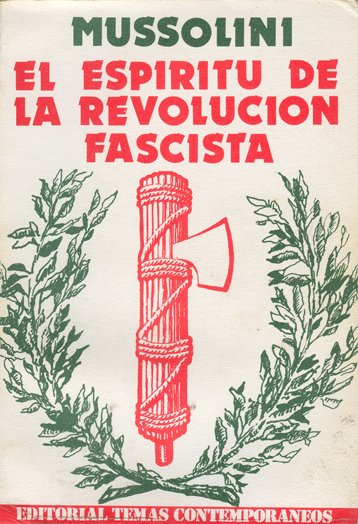 MUSSOLINI
EL ESPIRITU DE
LA REVOLUCION
FASCISTA
EDITORIAL TEMAS CONTEMPORANEOS